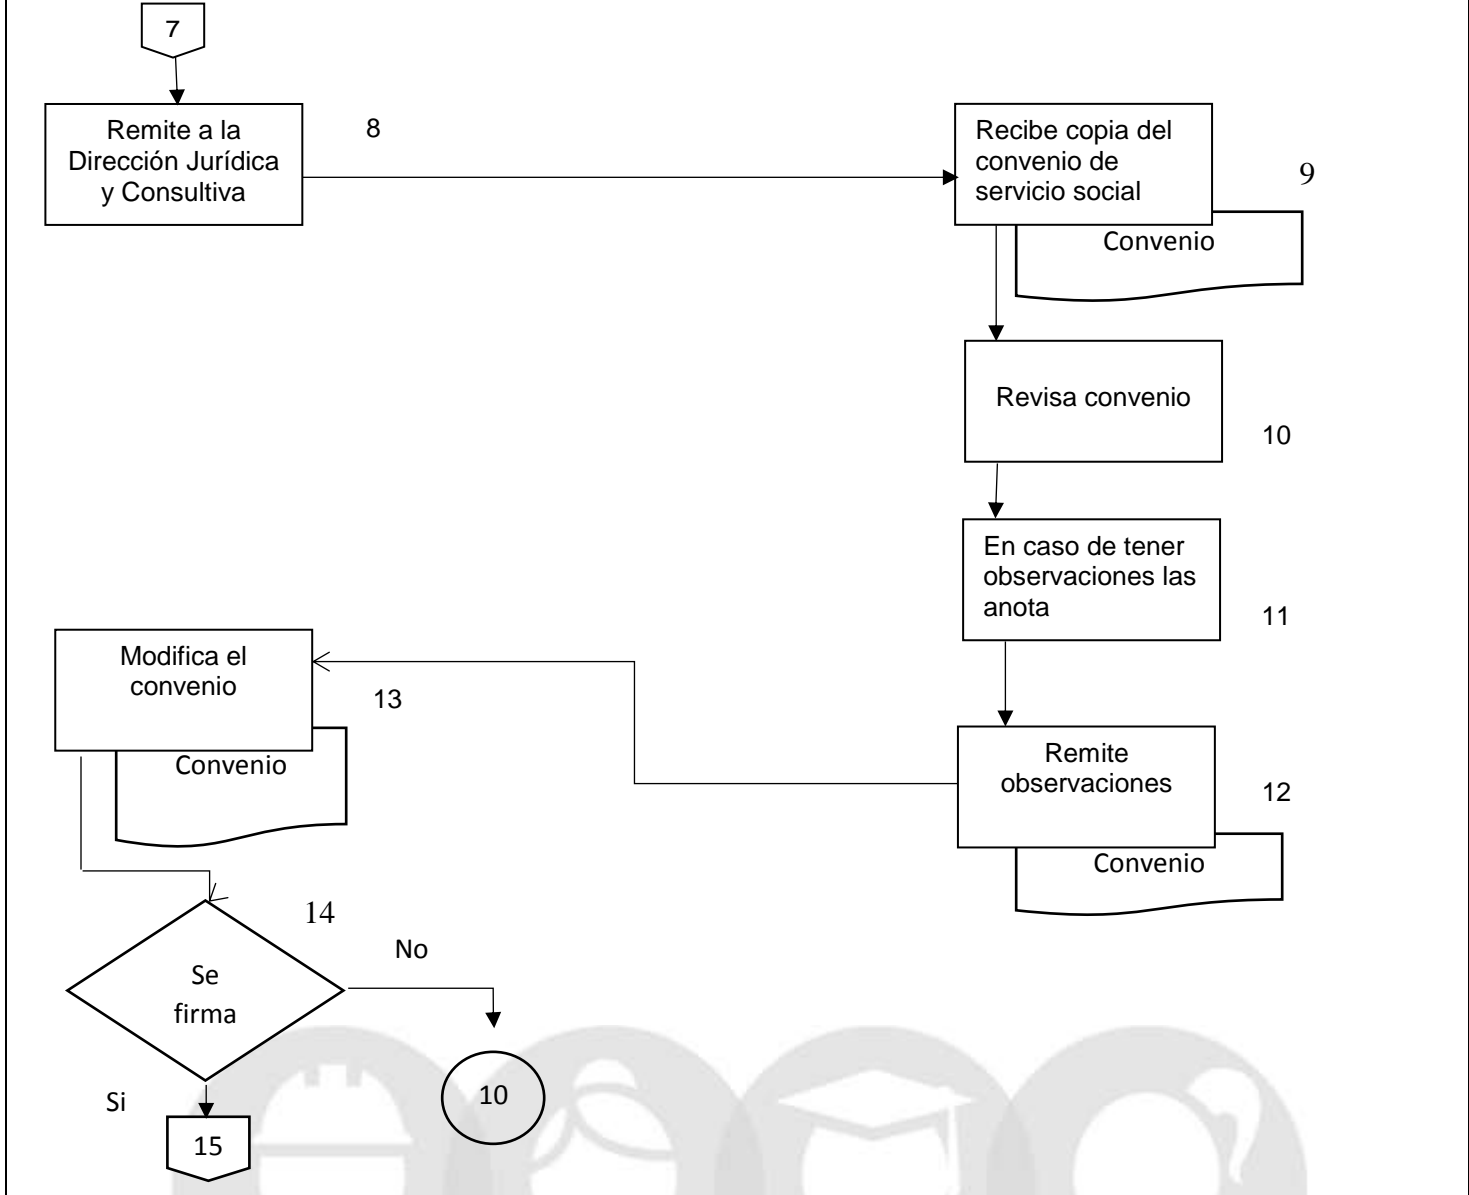 7
Remite a la
Dirección Jurídica
y Consultiva
8
Recibe copia del
convenio de
servicio social
9
Convenio
Revisa convenio
10
En caso de tener
observaciones las
anota
11
Modifica el
convenio
13
Convenio
Remite
observaciones
12
Convenio
14
Se
firma
No
10
Si
15